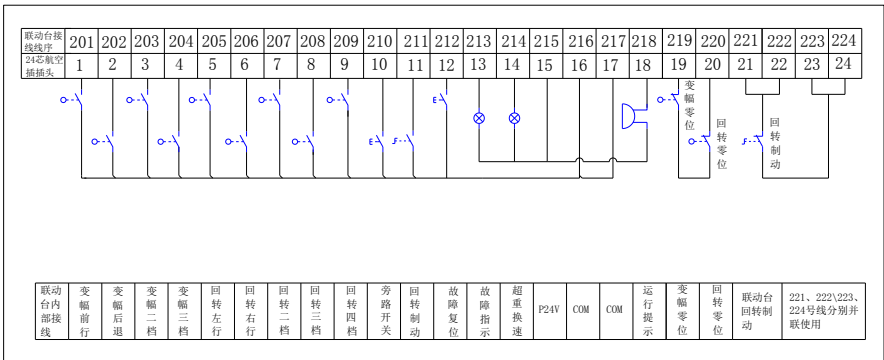 联动台接线线序 201 202 203 204 205 206 207 208 209 210 211 212 213 214 215 216 217 218 219 220 221 222 223 224
24芯航空插插头 1 2 3 4 5 6 7 8 9 10 11 12 13 14 15 16 17 18 19 20 21 22 23 24
变幅零位
回转零位
回转制动
联动台内部接线 变幅前行 变幅后退 变幅二档 变幅三档 回转左行 回转右行 回转二档 回转三档 回转四档 旁路开关 回转制动 故障复位 故障指示 超重换速 P24V COM COM 运行提示 变幅零位 回转零位 联动台回转制动 221、222\223、224号线分别并联使用